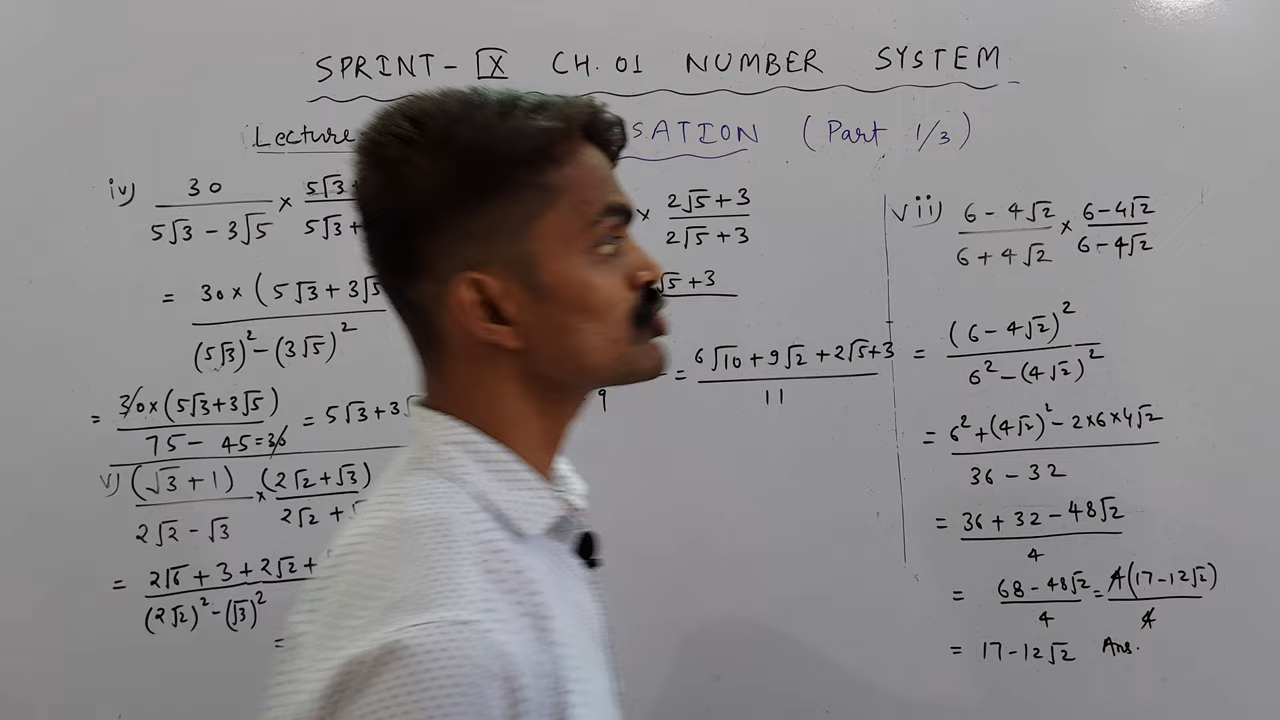 SPRINT-IX CH. 01 NUMBER SYSTEM
Lecture SATION (Part 1/3)
iv) 30/(5√3 - 3√5) × 5√3 / 5√3 +
= 30 × (5√3 + 3√5 / (5√3)² - (3√5)²
= 30×(5√3+3√5) / 75 - 45=30 = 5√3+3√
v) (√3 + 1)/(2√2 - √3) × (2√2+√3) / 2√2 +
= 2√6 + 3 + 2√2 + / (2√2)² - (√3)²
=
× (2√5 + 3)/(2√5 + 3)
√5 + 3
9
= (6√10 + 9√2 + 2√5+3)/11
vii) (6 - 4√2)/(6 + 4√2) × (6-4√2)/(6-4√2)
= (6 - 4√2)² / 6² - (4√2)²
= 6² + (4√2)² - 2×6×4√2 / 36 - 32
= 36 + 32 - 48√2 / 4
= 68 - 48√2 / 4 = 4(17-12√2) / 4
= 17-12√2 Ans.